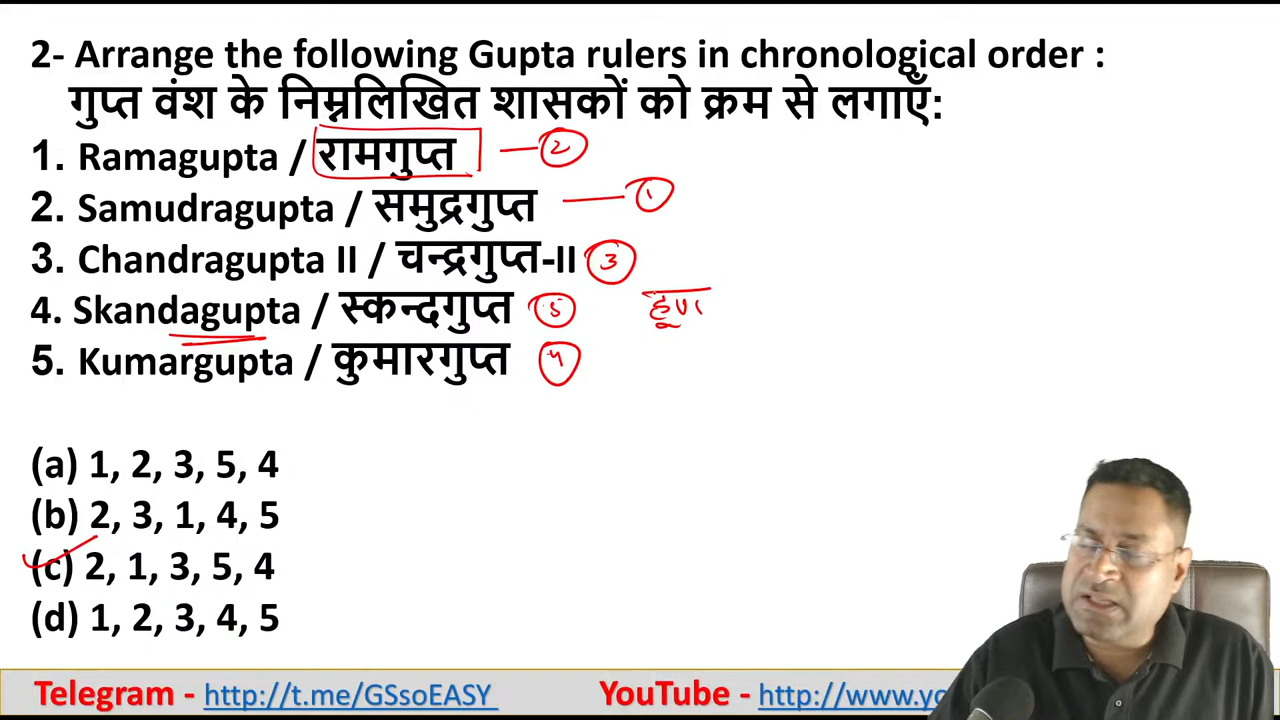 2- Arrange the following Gupta rulers in chronological order :
गुप्त वंश के निम्नलिखित शासकों को क्रम से लगाएँ:
1. Ramagupta / रामगुप्त — 2
2. Samudragupta / समुद्रगुप्त — 1
3. Chandragupta II / चन्द्रगुप्त-II 3
4. Skandagupta / स्कन्दगुप्त 5 हूण
5. Kumargupta / कुमारगुप्त 4
(a) 1, 2, 3, 5, 4
(b) 2, 3, 1, 4, 5
(c) 2, 1, 3, 5, 4
(d) 1, 2, 3, 4, 5
Telegram - http://t.me/GSsoEASY YouTube - http://www.yo